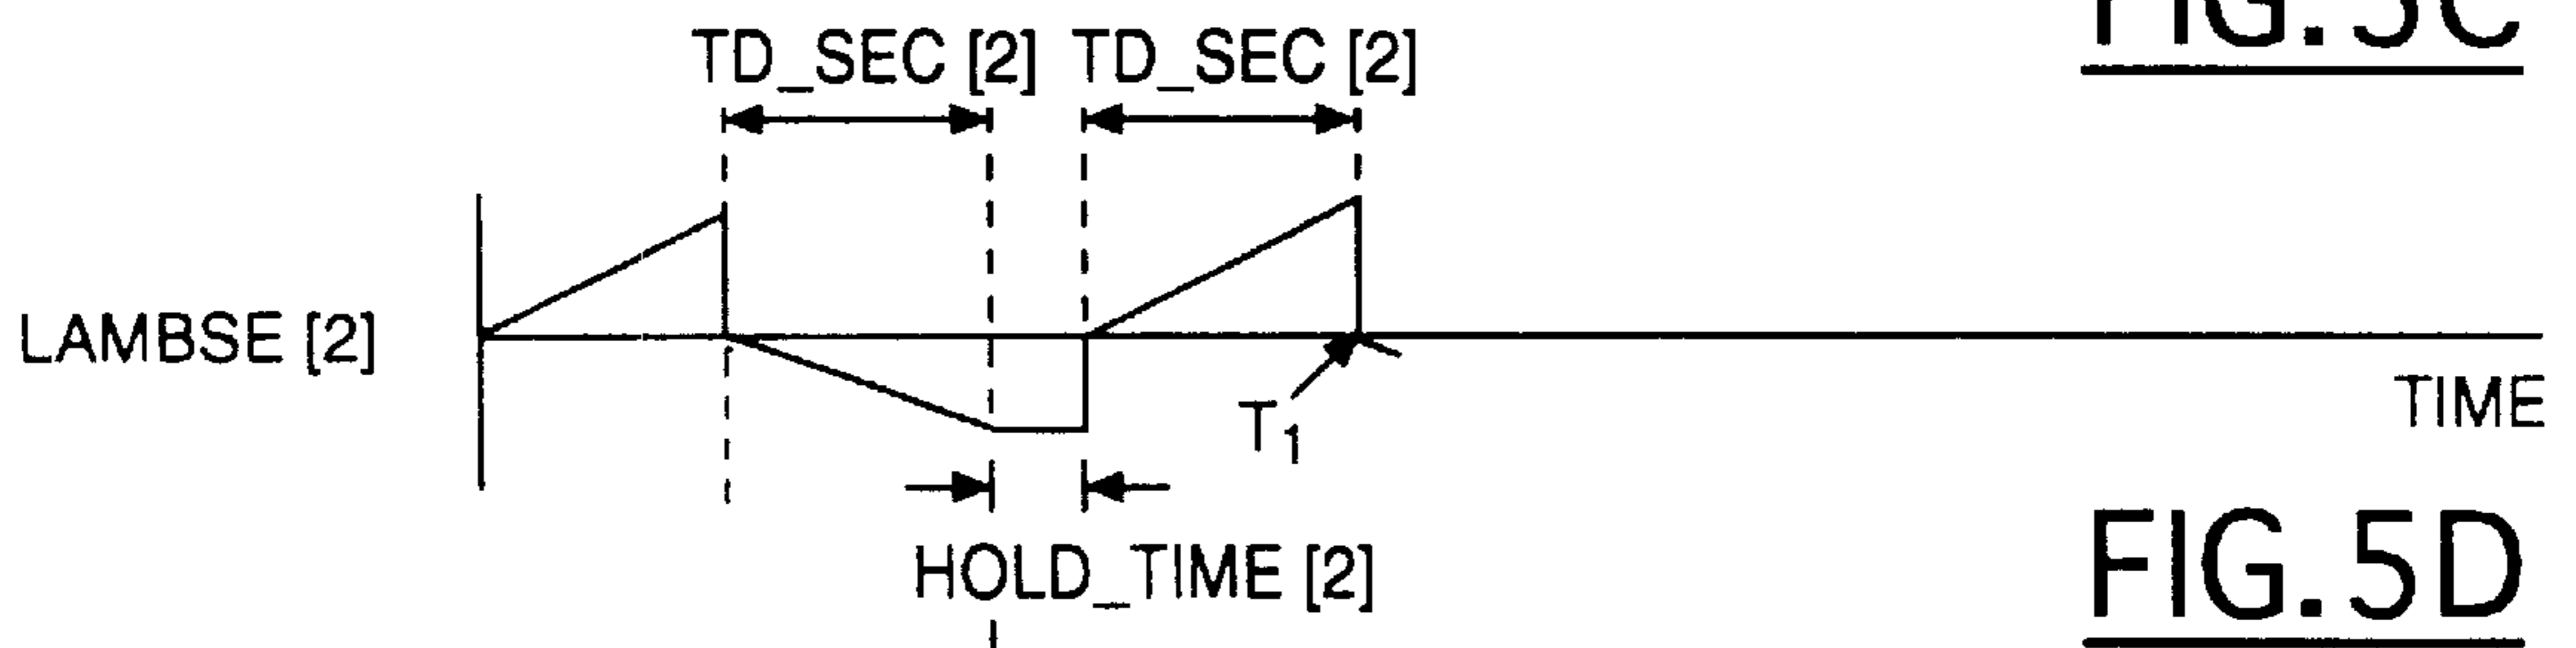 FIG. 5C
TD_SEC [2] TD_SEC [2]
LAMBSE [2]
T1
TIME
HOLD_TIME [2]
FIG. 5D